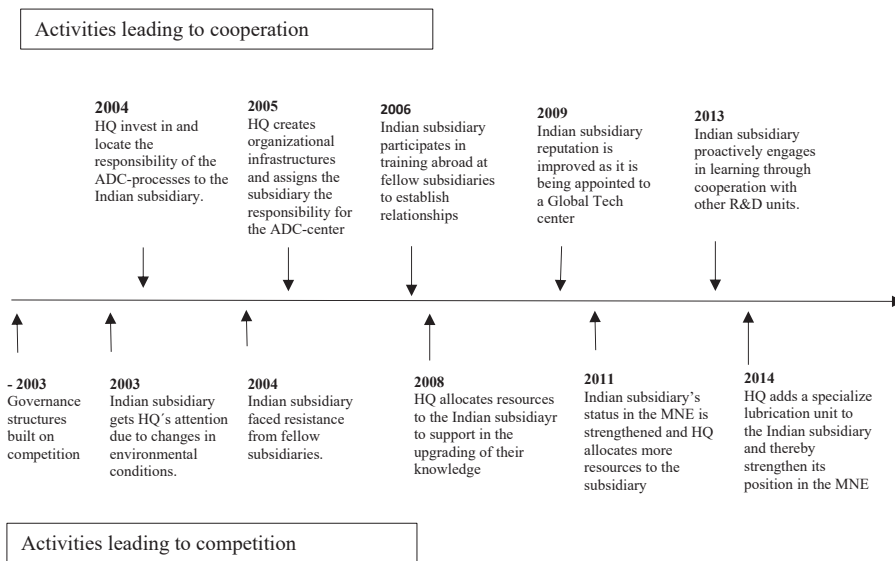 Activities leading to cooperation
2004
HQ invest in and
locate the
responsibility of the
ADC-processes to the
Indian subsidiary.
2005
HQ creates
organizational
infrastructures
and assigns the
subsidiary the
responsibility for
the ADC-center
2006
Indian subsidiary
participates in
training abroad at
fellow subsidiaries
to establish
relationships
2009
Indian subsidiary
reputation is
improved as it is
being appointed to
a Global Tech
center
2013
Indian subsidiary
proactively engages
in learning through
cooperation with
other R&D units.
- 2003
Governance
structures
built on
competition
2003
Indian subsidiary
gets HQ´s attention
due to changes in
environmental
conditions.
2004
Indian subsidiary
faced resistance
from fellow
subsidiaries.
2008
HQ allocates resources
to the Indian subsidiayr
to support in the
upgrading of their
knowledge
2011
Indian subsidiary’s
status in the MNE is
strengthened and HQ
allocates more
resources to the
subsidiary
2014
HQ adds a specialize
lubrication unit to
the Indian subsidiary
and thereby
strengthen its
position in the MNE
Activities leading to competition